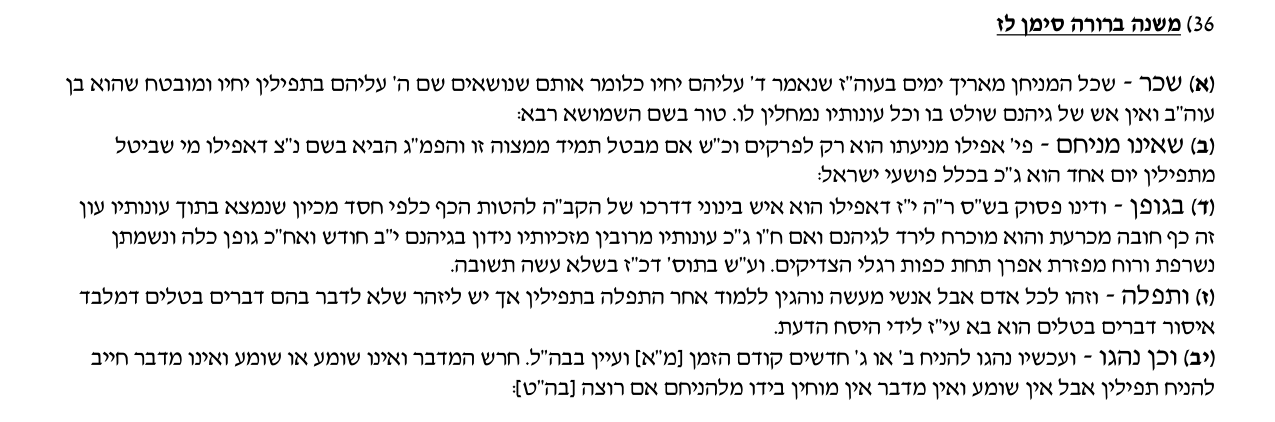 36) משנה ברורה סימן לז
(א) שכר - שכל המניחן מאריך ימים בעוה"ז שנאמר ד' עליהם יחיו כלומר אותם שנושאים שם ה' עליהם בתפילין יחיו ומובטח שהוא בן
עוה"ב ואין אש של גיהנם שולט בו וכל עונותיו נמחלין לו. טור בשם השמושא רבא:
(ב) שאינו מניחם - פי' אפילו מניעתו הוא רק לפרקים וכ"ש אם מבטל תמיד ממצוה זו והפמ"ג הביא בשם נ"צ דאפילו מי שביטל
מתפילין יום אחד הוא ג"כ בכלל פושעי ישראל:
(ד) בגופן - ודינו פסוק בש"ס ר"ה י"ז דאפילו הוא איש בינוני דדרכו של הקב"ה להטות הכף כלפי חסד מכיון שנמצא בתוך עונותיו עון
זה כף חובה מכרעת והוא מוכרח לירד לגיהנם ואם ח"ו ג"כ עונותיו מרובין מזכיותיו נידון בגיהנם י"ב חודש ואח"כ גופן כלה ונשמתן
נשרפת ורוח מפזרת אפרן תחת כפות רגלי הצדיקים. וע"ש בתוס' דכ"ז בשלא עשה תשובה.
(ז) ותפלה - וזהו לכל אדם אבל אנשי מעשה נוהגין ללמוד אחר התפלה בתפילין אך יש ליזהר שלא לדבר בהם דברים בטלים דמלבד
איסור דברים בטלים הוא בא עי"ז לידי היסח הדעת.
(יב) וכן נהגו - ועכשיו נהגו להניח ב' או ג' חדשים קודם הזמן [מ"א] ועיין בבה"ל. חרש המדבר ואינו שומע או שומע ואינו מדבר חייב
להניח תפילין אבל אין שומע ואין מדבר אין מוחין בידו מלהניחם אם רוצה [בה"ט]: